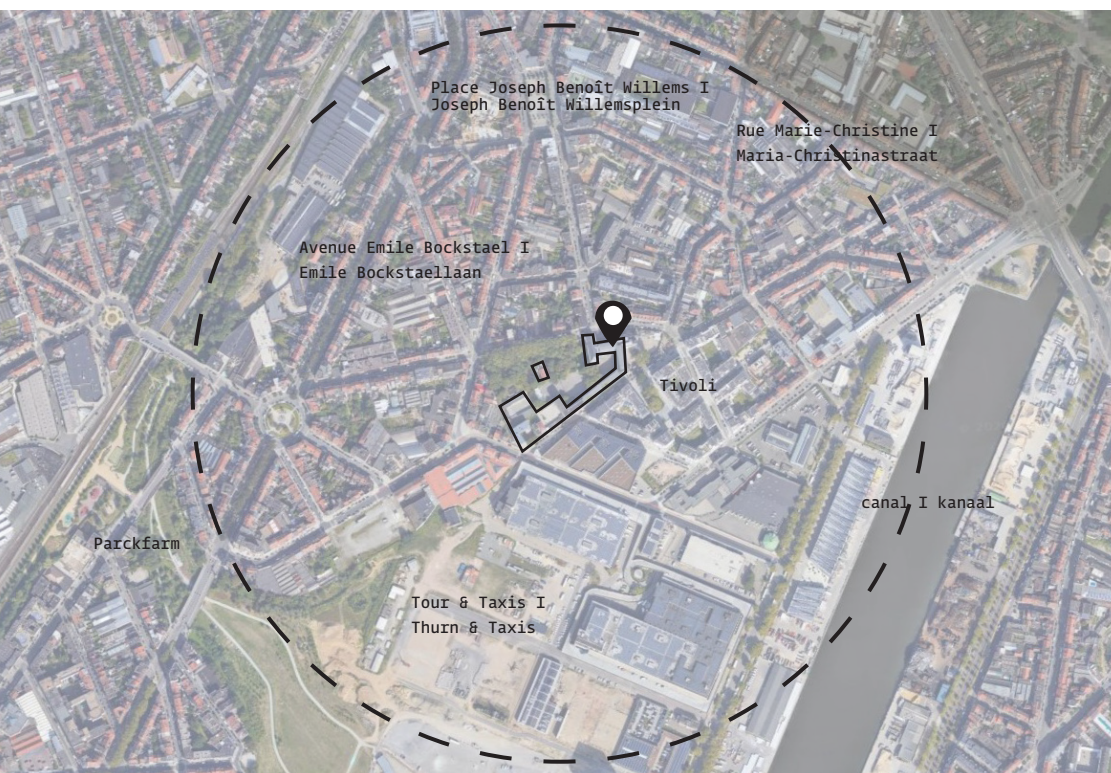 Place Joseph Benoît Willems I
Joseph Benoît Willemsplein
Rue Marie-Christine I
Maria-Christinastraat
Avenue Emile Bockstael I
Emile Bockstaellaan
Tivoli
canal I kanaal
Parckfarm
Tour & Taxis I
Thurn & Taxis